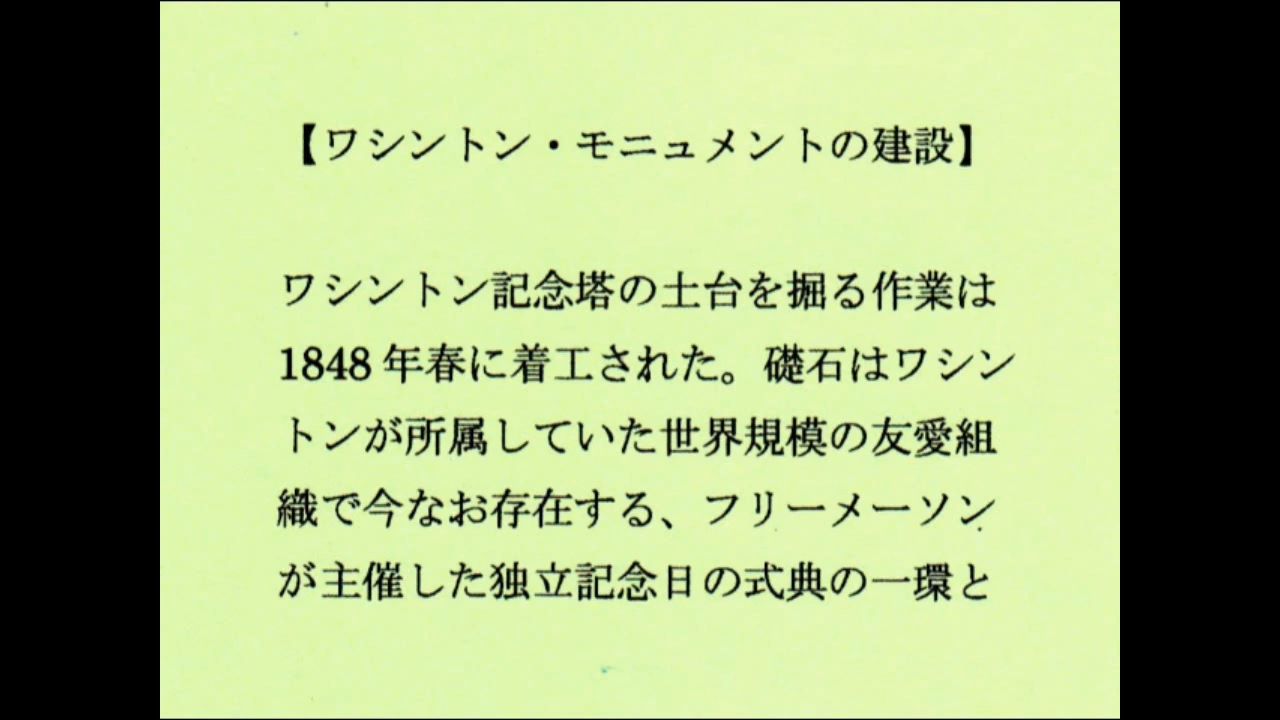 【ワシントン・モニュメントの建設】
ワシントン記念塔の土台を掘る作業は
1848年春に着工された。礎石はワシン
トンが所属していた世界規模の友愛組
織で今なお存在する、フリーメーソン
が主催した独立記念日の式典の一環と